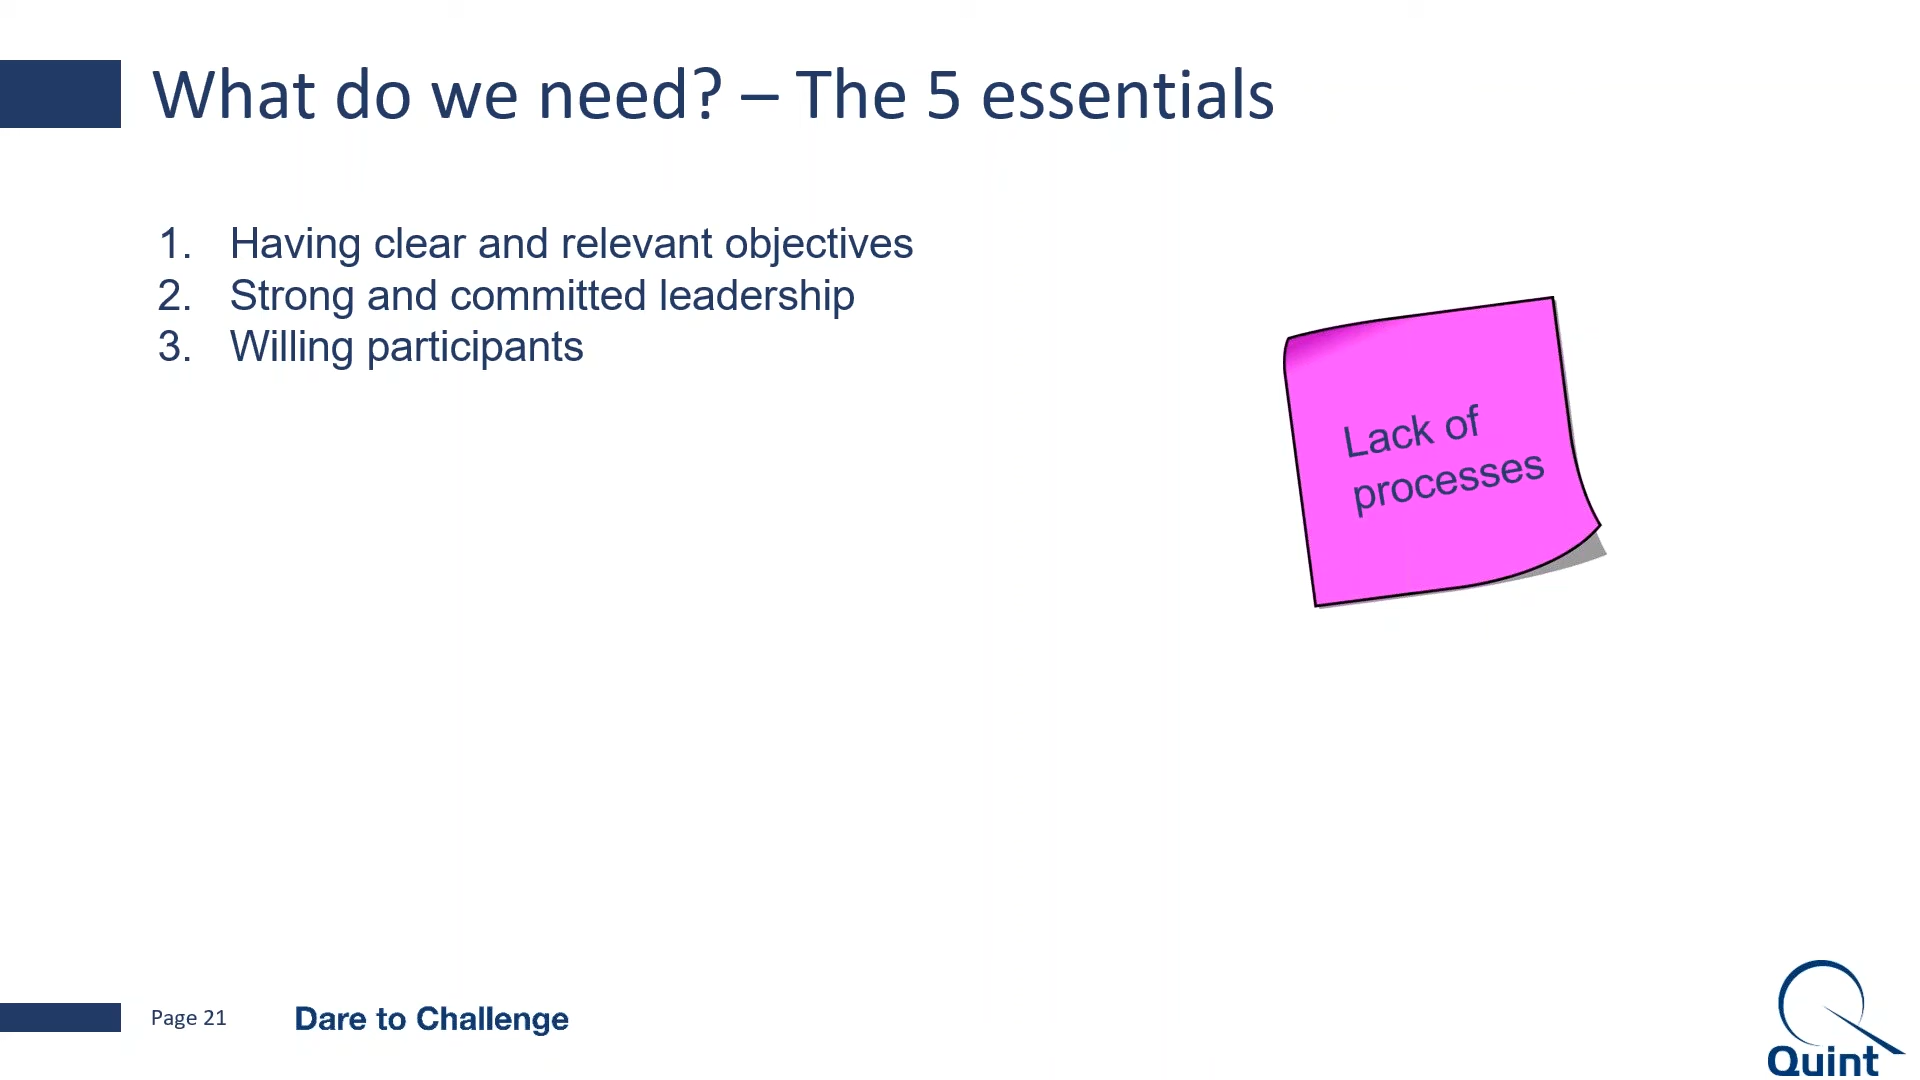 What do we need? – The 5 essentials
1. Having clear and relevant objectives
2. Strong and committed leadership
3. Willing participants
Lack of
processes
Page 21
Dare to Challenge
Quint